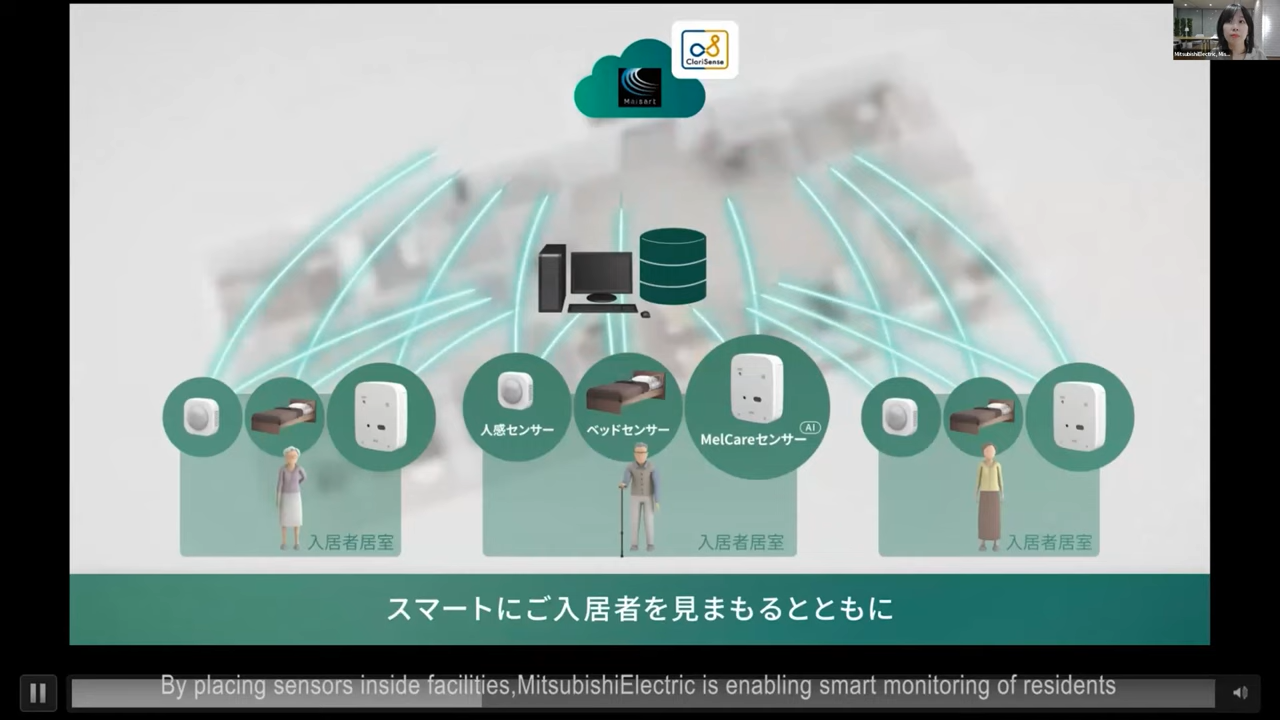 ClariSense
MitsubishiElectric, Mis...
Maisart
人感センサー
ベッドセンサー
MelCareセンサー
AI
入居者居室
入居者居室
入居者居室
スマートにご入居者を見まもるとともに
By placing sensors inside facilities,MitsubishiElectric is enabling smart monitoring of residents